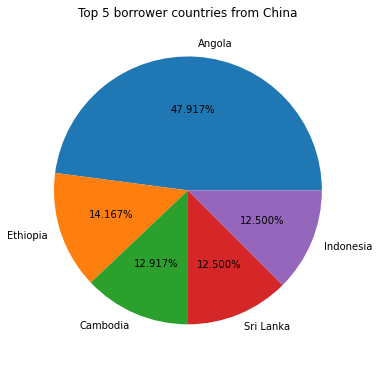 Top 5 borrower countries from China
Angola
47.917%
Ethiopia
14.167%
Cambodia
12.917%
Sri Lanka
12.500%
Indonesia
12.500%